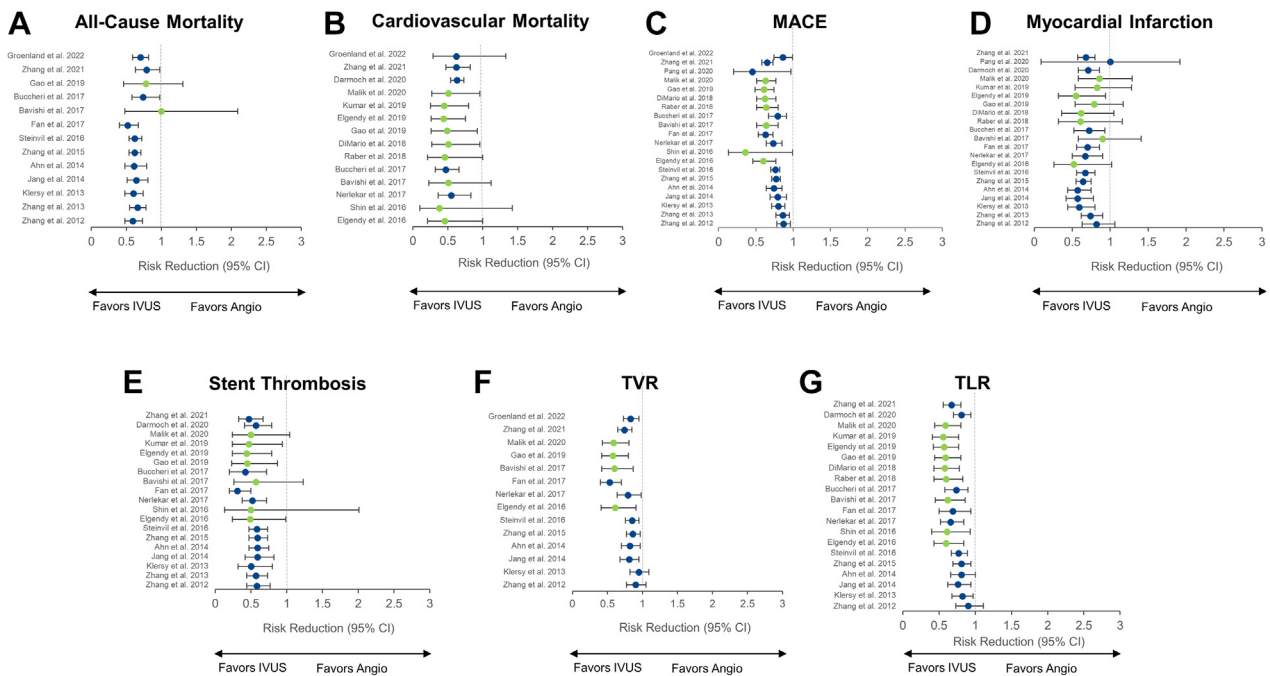 A
All-Cause Mortality
Groenland et al. 2022
Zhang et al. 2021
Gao et al. 2019
Buccheri et al. 2017
Bavishi et al. 2017
Fan et al. 2017
Steinvil et al. 2016
Zhang et al. 2015
Ahn et al. 2014
Jang et al. 2014
Klersy et al. 2013
Zhang et al. 2013
Zhang et al. 2012
0 0.5 1 1.5 2 2.5 3
Risk Reduction (95% CI)
Favors IVUS Favors Angio
B
Cardiovascular Mortality
Groenland et al. 2022
Zhang et al. 2021
Darmoch et al. 2020
Malik et al. 2020
Kumar et al. 2019
Elgendy et al. 2019
Gao et al. 2019
DiMario et al. 2018
Raber et al. 2018
Buccheri et al. 2017
Bavishi et al. 2017
Nerlekar et al. 2017
Shin et al. 2016
Elgendy et al. 2016
0 0.5 1 1.5 2 2.5 3
Risk Reduction (95% CI)
Favors IVUS Favors Angio
C
MACE
Groenland et al. 2022
Zhang et al. 2021
Pang et al. 2020
Malik et al. 2020
Gao et al. 2019
DiMario et al. 2018
Raber et al. 2018
Buccheri et al. 2017
Bavishi et al. 2017
Fan et al. 2017
Nerlekar et al. 2017
Shin et al. 2016
Elgendy et al. 2016
Steinvil et al. 2016
Zhang et al. 2015
Ahn et al. 2014
Jang et al. 2014
Klersy et al. 2013
Zhang et al. 2013
Zhang et al. 2012
0 0.5 1 1.5 2 2.5 3
Risk Reduction (95% CI)
Favors IVUS Favors Angio
D
Myocardial Infarction
Zhang et al. 2021
Pang et al. 2020
Darmoch et al. 2020
Malik et al. 2020
Kumar et al. 2019
Elgendy et al. 2019
Gao et al. 2019
DiMario et al. 2018
Raber et al. 2018
Buccheri et al. 2017
Bavishi et al. 2017
Fan et al. 2017
Nerlekar et al. 2017
Elgendy et al. 2016
Steinvil et al. 2016
Zhang et al. 2015
Ahn et al. 2014
Jang et al. 2014
Klersy et al. 2013
Zhang et al. 2013
Zhang et al. 2012
0 0.5 1 1.5 2 2.5 3
Risk Reduction (95% CI)
Favors IVUS Favors Angio
E
Stent Thrombosis
Zhang et al. 2021
Darmoch et al. 2020
Malik et al. 2020
Kumar et al. 2019
Elgendy et al. 2019
Gao et al. 2019
Buccheri et al. 2017
Bavishi et al. 2017
Fan et al. 2017
Nerlekar et al. 2017
Shin et al. 2016
Elgendy et al. 2016
Steinvil et al. 2016
Zhang et al. 2015
Ahn et al. 2014
Jang et al. 2014
Klersy et al. 2013
Zhang et al. 2013
Zhang et al. 2012
0 0.5 1 1.5 2 2.5 3
Risk Reduction (95% CI)
Favors IVUS Favors Angio
F
TVR
Groenland et al. 2022
Zhang et al. 2021
Malik et al. 2020
Gao et al. 2019
Bavishi et al. 2017
Fan et al. 2017
Nerlekar et al. 2017
Elgendy et al. 2016
Steinvil et al. 2016
Zhang et al. 2015
Ahn et al. 2014
Jang et al. 2014
Klersy et al. 2013
Zhang et al. 2012
0 0.5 1 1.5 2 2.5 3
Risk Reduction (95% CI)
Favors IVUS Favors Angio
G
TLR
Zhang et al. 2021
Darmoch et al. 2020
Malik et al. 2020
Kumar et al. 2019
Elgendy et al. 2019
Gao et al. 2019
DiMario et al. 2018
Raber et al. 2018
Buccheri et al. 2017
Bavishi et al. 2017
Fan et al. 2017
Nerlekar et al. 2017
Shin et al. 2016
Elgendy et al. 2016
Steinvil et al. 2016
Zhang et al. 2015
Ahn et al. 2014
Jang et al. 2014
Klersy et al. 2013
Zhang et al. 2012
0 0.5 1 1.5 2 2.5 3
Risk Reduction (95% CI)
Favors IVUS Favors Angio